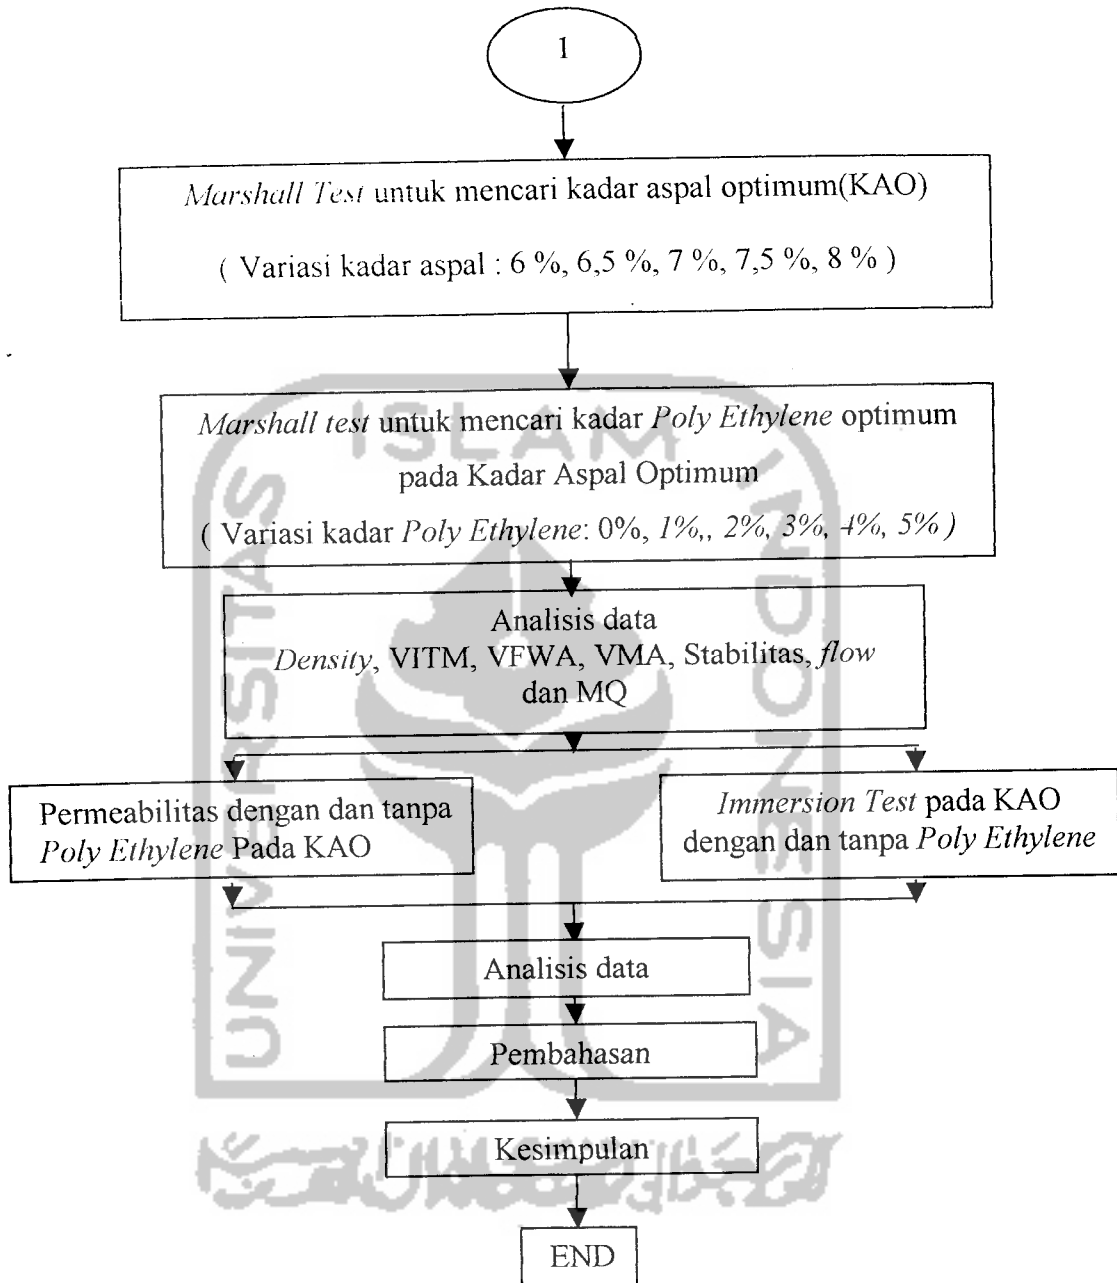 1
Marshall Test untuk mencari kadar aspal optimum(KAO)
( Variasi kadar aspal : 6 %, 6,5 %, 7 %, 7,5 %, 8 % )
Marshall test untuk mencari kadar Poly Ethylene optimum
pada Kadar Aspal Optimum
( Variasi kadar Poly Ethylene: 0%, 1%,, 2%, 3%, 4%, 5% )
Analisis data
Density, VITM, VFWA, VMA, Stabilitas, flow
dan MQ
Permeabilitas dengan dan tanpa
Poly Ethylene Pada KAO
Immersion Test pada KAO
dengan dan tanpa Poly Ethylene
Analisis data
Pembahasan
Kesimpulan
END
UNIVERSITAS
ISLAM
INDONESIA